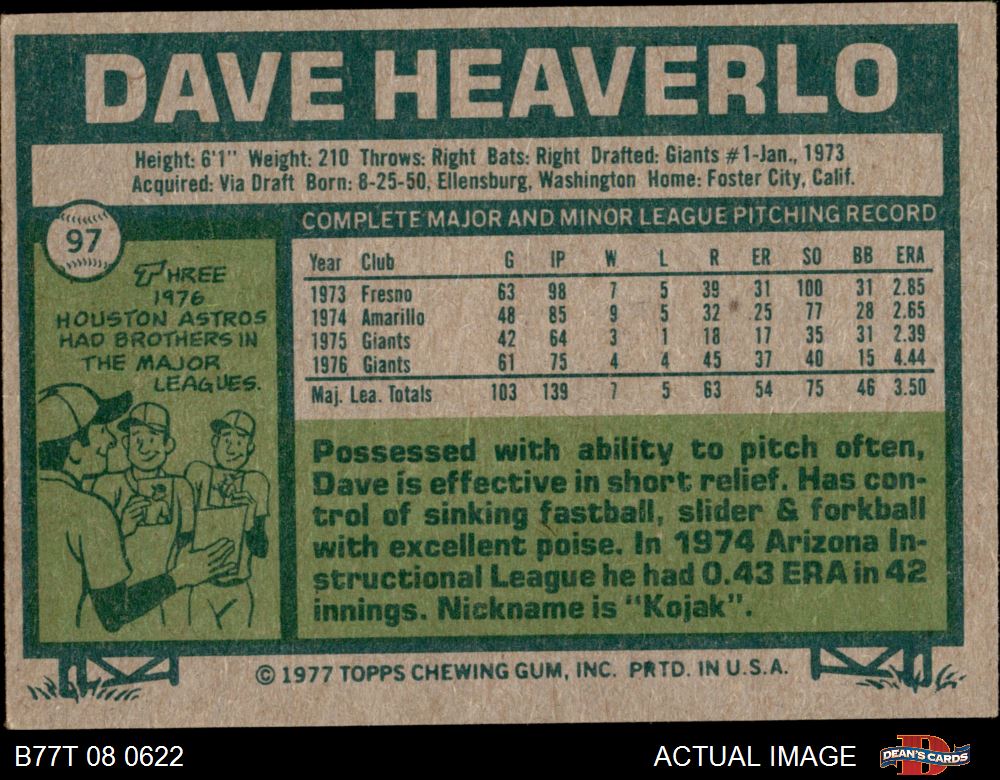 DAVE HEAVERLO
Height: 6'1" Weight: 210 Throws: Right Bats: Right Drafted: Giants #1-Jan., 1973
Acquired: Via Draft Born: 8-25-50, Ellensburg, Washington Home: Foster City, Calif.
97
THREE
1976
HOUSTON ASTROS
HAD BROTHERS IN
THE MAJOR
LEAGUES.
COMPLETE MAJOR AND MINOR LEAGUE PITCHING RECORD
Year Club G IP W L R ER SO BB ERA
1973 Fresno 63 98 7 5 39 31 100 31 2.85
1974 Amarillo 48 85 9 5 32 25 77 28 2.65
1975 Giants 42 64 3 1 18 17 35 31 2.39
1976 Giants 61 75 4 4 45 37 40 15 4.44
Maj. Lea. Totals 103 139 7 5 63 54 75 46 3.50
Possessed with ability to pitch often,
Dave is effective in short relief. Has con-
trol of sinking fastball, slider & forkball
with excellent poise. In 1974 Arizona In-
structional League he had 0.43 ERA in 42
innings. Nickname is "Kojak".
© 1977 TOPPS CHEWING GUM, INC. PRTD. IN U.S.A.
B77T 08 0622
ACTUAL IMAGE
D
DEAN'S CARDS